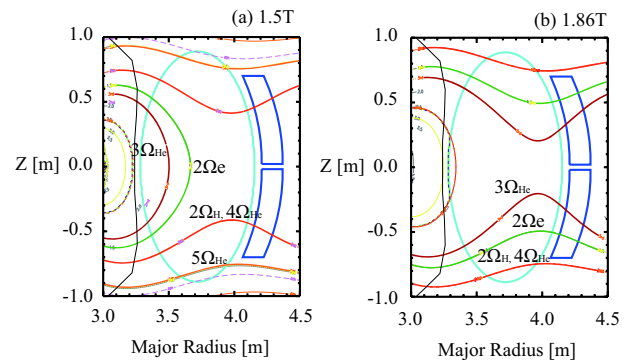 (a) 1.5T
(b) 1.86T
1.0
0.5
Z [m]
0.0
-0.5
-1.0
3ΩHe
2Ωe
2ΩH, 4ΩHe
5ΩHe
3.0 3.5 4.0 4.5
Major Radius [m]
1.0
0.5
Z [m]
0.0
-0.5
-1.0
3ΩHe
2Ωe
2ΩH, 4ΩHe
3.0 3.5 4.0 4.5
Major Radius [m]